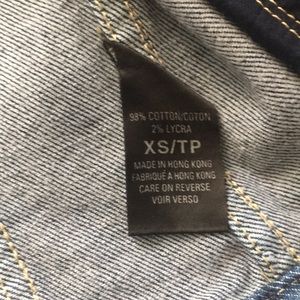 98% COTTON/COTON
2% LYCRA
XS/TP
MADE IN HONG KONG
FABRIQUÉ A HONG KONG
CARE ON REVERSE
VOIR VERSO